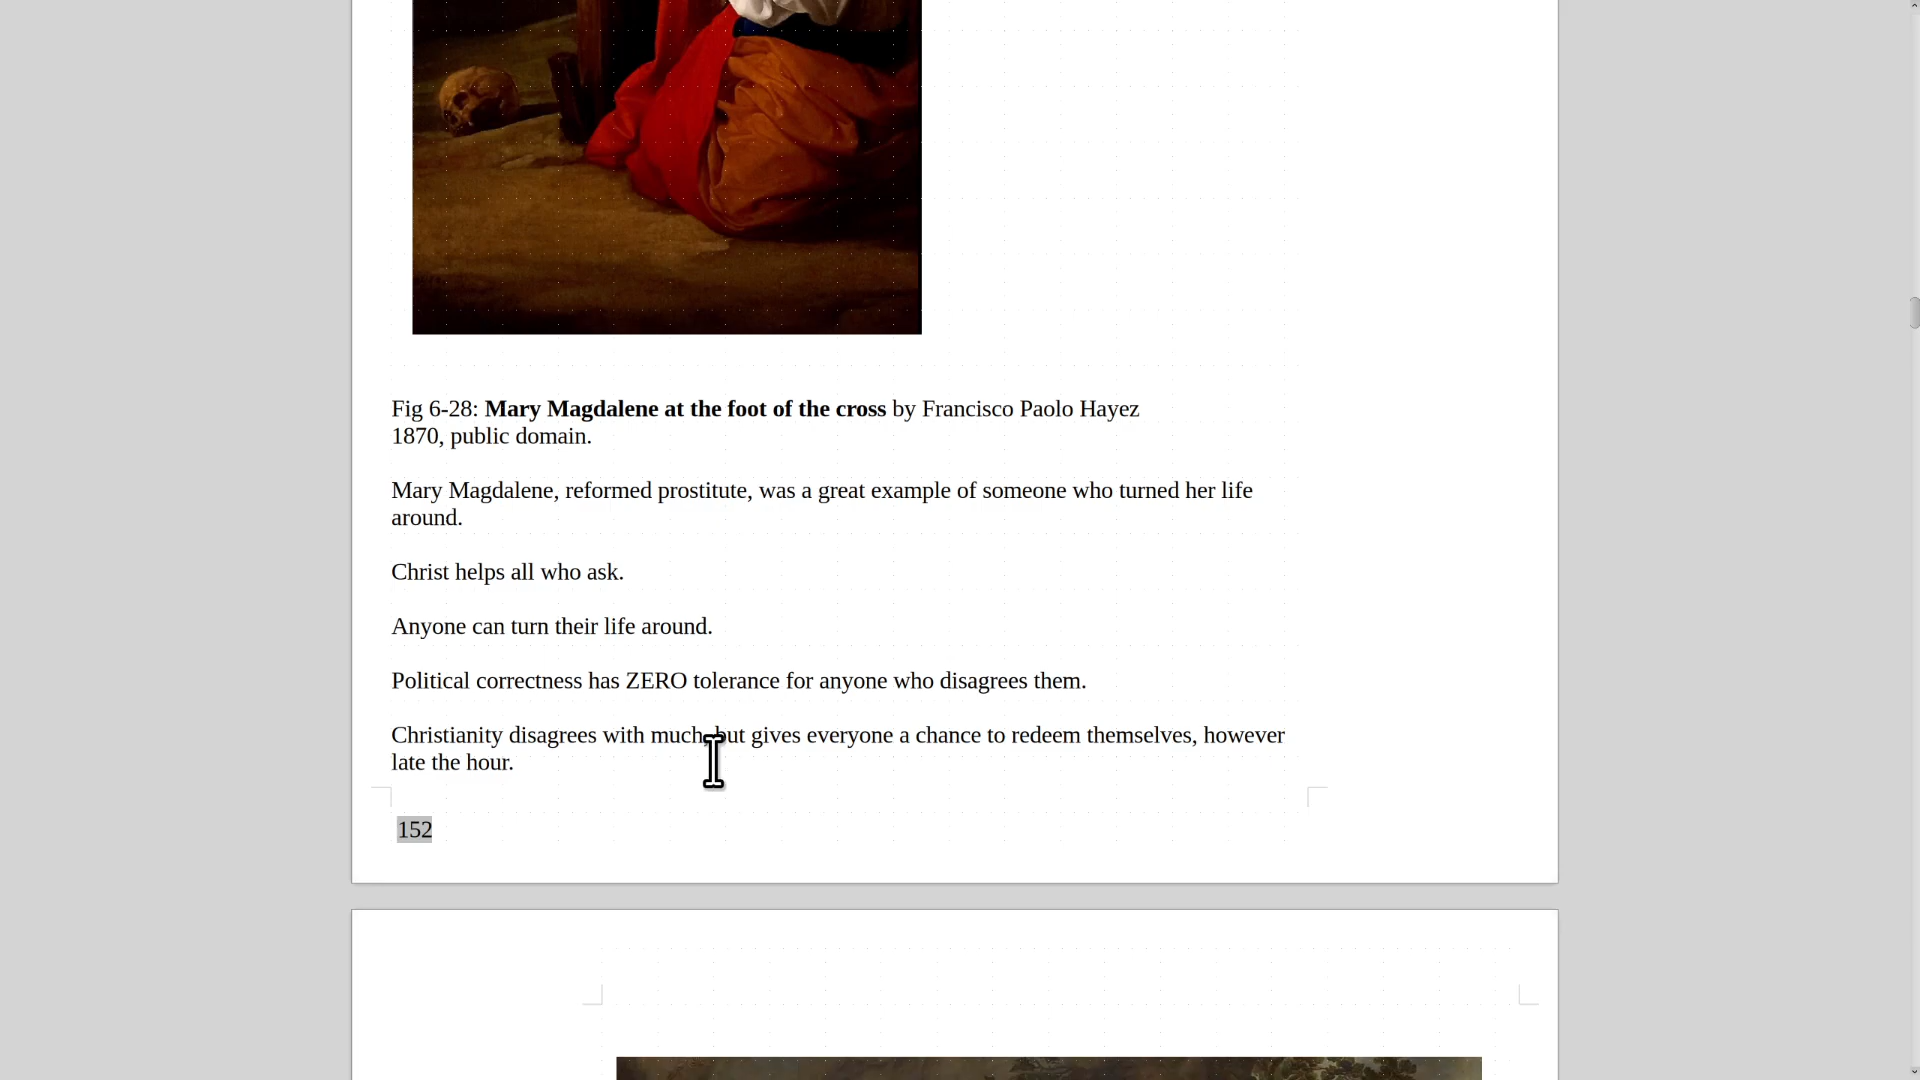 Fig 6-28: Mary Magdalene at the foot of the cross by Francisco Paolo Hayez
1870, public domain.
Mary Magdalene, reformed prostitute, was a great example of someone who turned her life
around.
Christ helps all who ask.
Anyone can turn their life around.
Political correctness has ZERO tolerance for anyone who disagrees them.
Christianity disagrees with much, but gives everyone a chance to redeem themselves, however
late the hour.
152